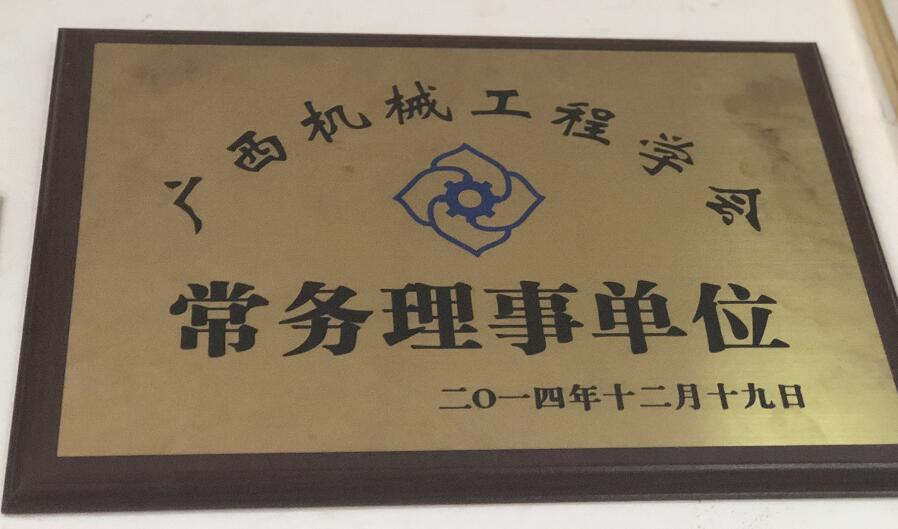 广西机械工程学会
常务理事单位
二〇一四年十二月十九日